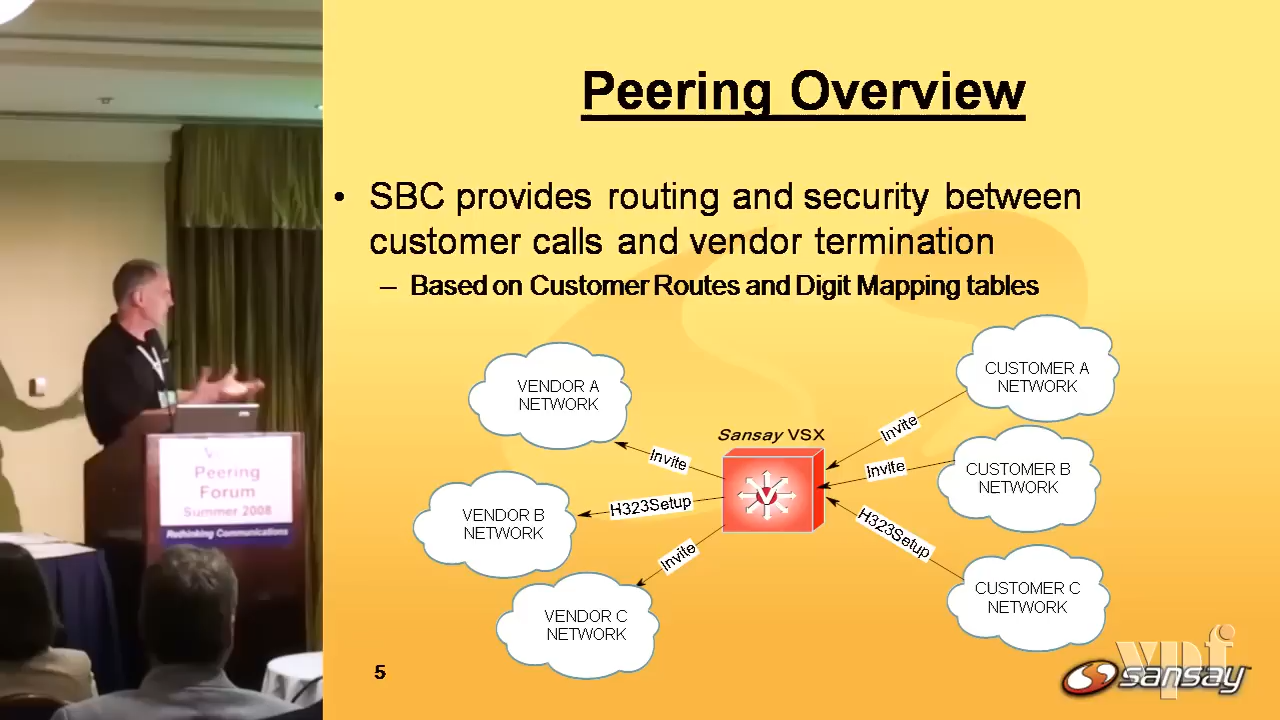 Peering Overview
• SBC provides routing and security between
customer calls and vendor termination
– Based on Customer Routes and Digit Mapping tables
VENDOR A
NETWORK
VENDOR B
NETWORK
VENDOR C
NETWORK
Sansay VSX
V
Invite
H323Setup
Invite
Invite
Invite
H323Setup
CUSTOMER A
NETWORK
CUSTOMER B
NETWORK
CUSTOMER C
NETWORK
5
vpf
sansay
Peering
Forum
Summer 2008
Rethinking Communications